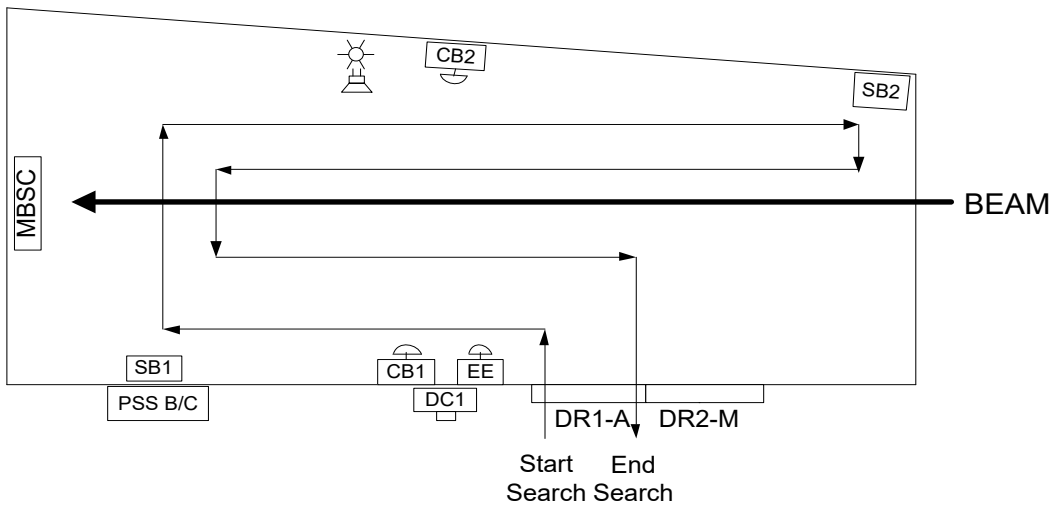 CB2
SB2
MBSC
BEAM
SB1
CB1
EE
PSS B/C
DC1
DR1-A
DR2-M
Start
Search
End
Search